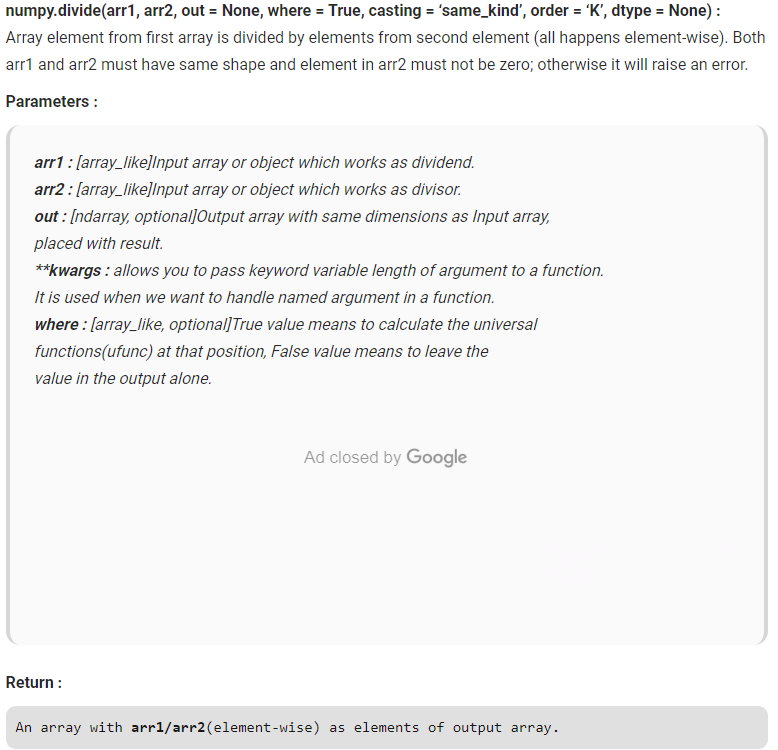 numpy.divide(arr1, arr2, out = None, where = True, casting = ‘same_kind’, order = ‘K’, dtype = None) :
Array element from first array is divided by elements from second element (all happens element-wise). Both
arr1 and arr2 must have same shape and element in arr2 must not be zero; otherwise it will raise an error.
Parameters :
arr1 : [array_like]Input array or object which works as dividend.
arr2 : [array_like]Input array or object which works as divisor.
out : [ndarray, optional]Output array with same dimensions as Input array,
placed with result.
**kwargs : allows you to pass keyword variable length of argument to a function.
It is used when we want to handle named argument in a function.
where : [array_like, optional]True value means to calculate the universal
functions(ufunc) at that position, False value means to leave the
value in the output alone.
Ad closed by Google
Return :
An array with arr1/arr2(element-wise) as elements of output array.